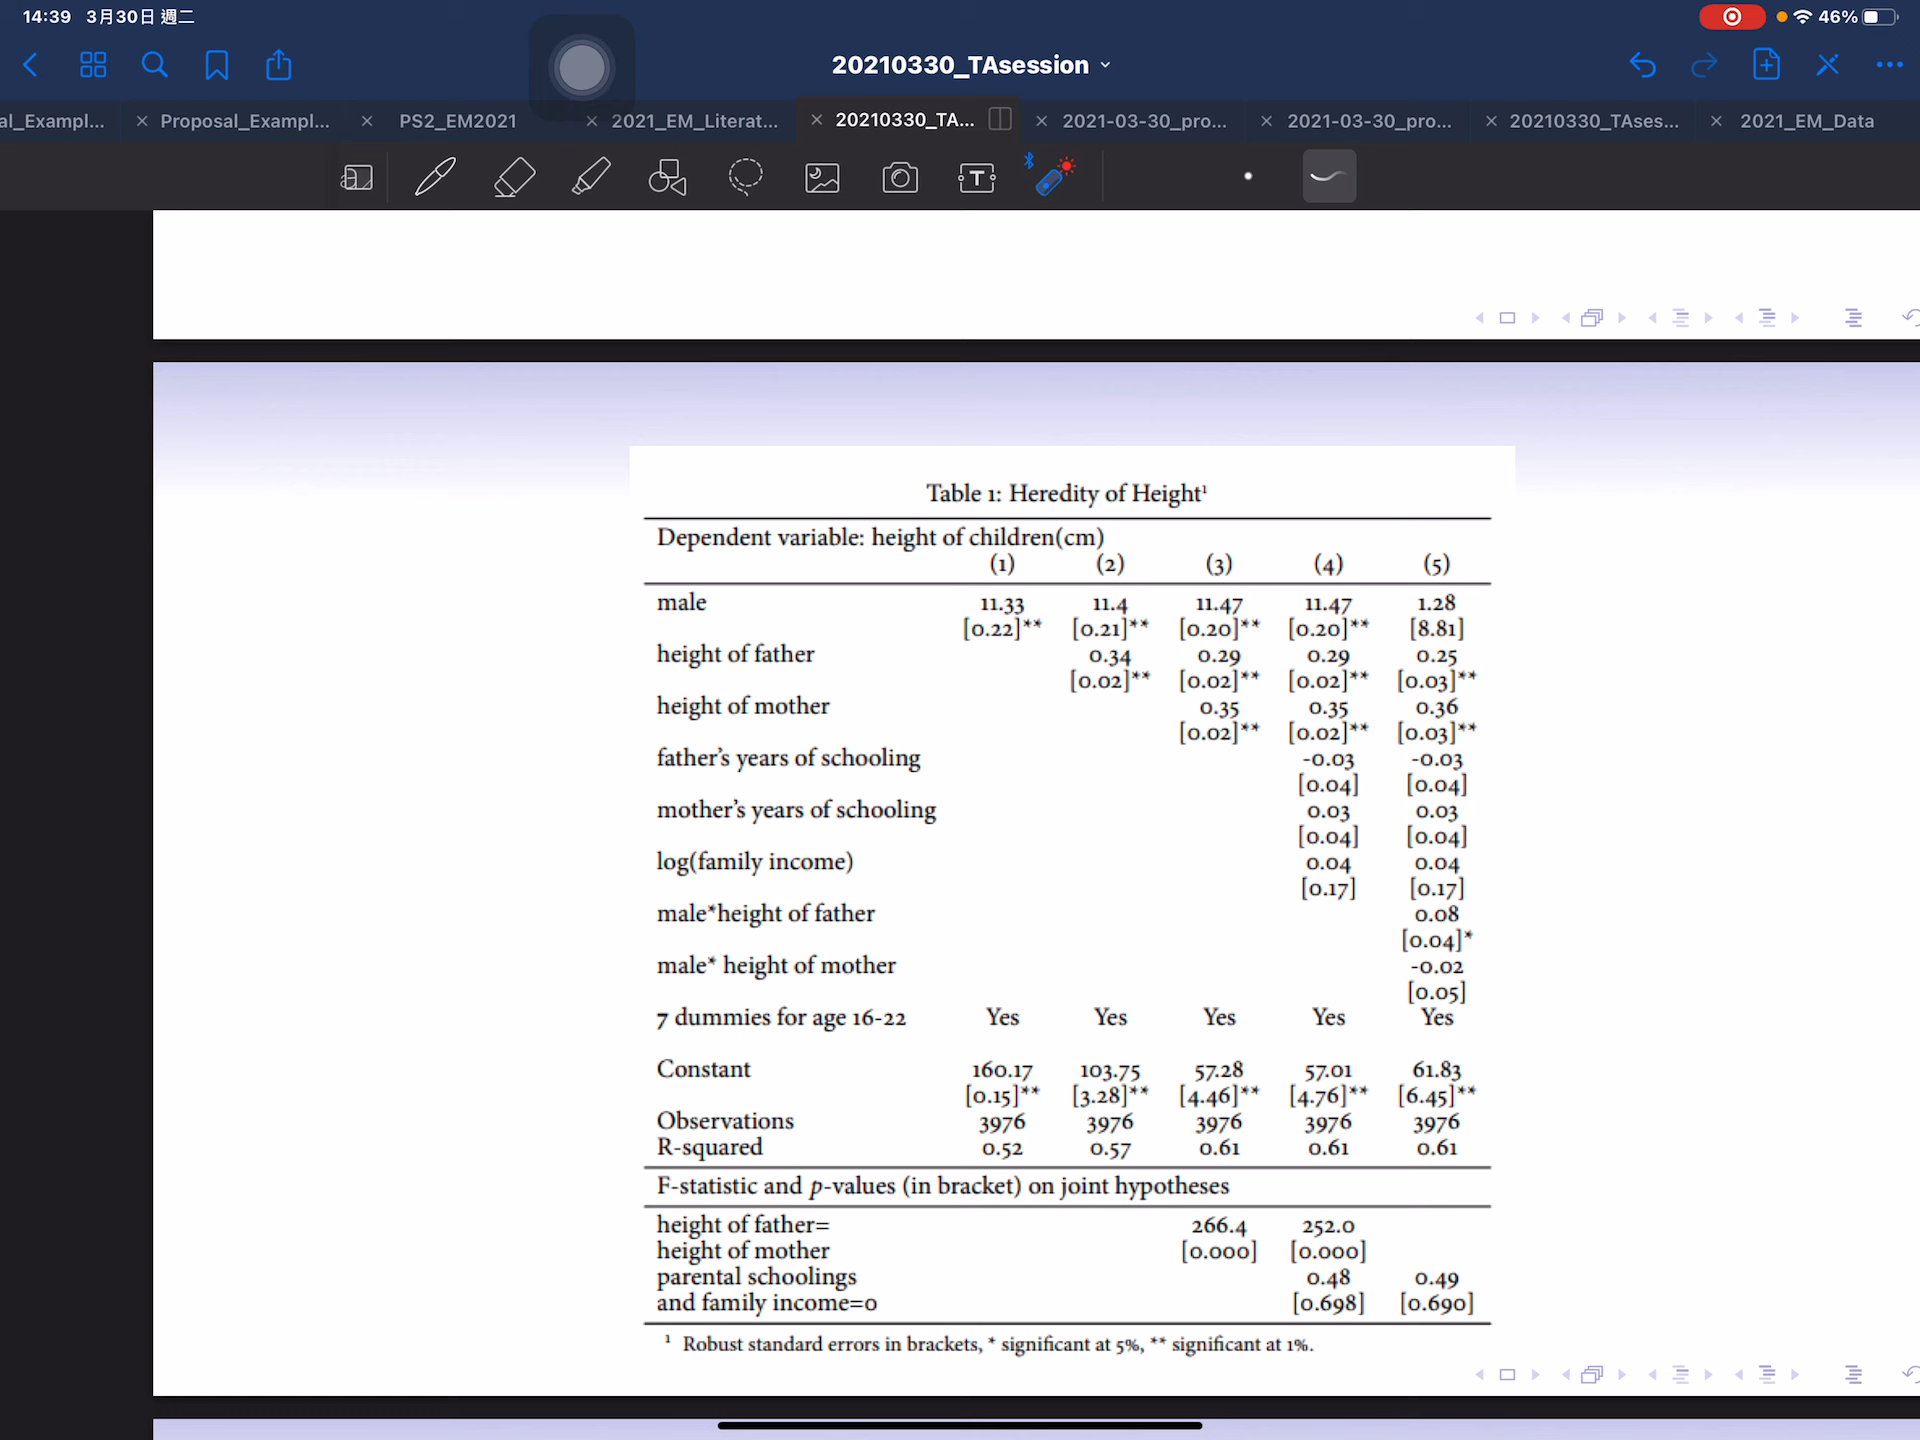 14:39 3月30日 週二
46%
20210330_TAsession
al_Exampl...
Proposal_Exampl...
PS2_EM2021
2021_EM_Literat...
20210330_TA...
2021-03-30_pro...
2021-03-30_pro...
20210330_TAses...
2021_EM_Data
Table 1: Heredity of Height¹
Dependent variable: height of children(cm)
(1) (2) (3) (4) (5)
male 11.33 11.4 11.47 11.47 1.28
[0.22]** [0.21]** [0.20]** [0.20]** [8.81]
height of father 0.34 0.29 0.29 0.25
[0.02]** [0.02]** [0.02]** [0.03]**
height of mother 0.35 0.35 0.36
[0.02]** [0.02]** [0.03]**
father's years of schooling -0.03 -0.03
[0.04] [0.04]
mother's years of schooling 0.03 0.03
[0.04] [0.04]
log(family income) 0.04 0.04
[0.17] [0.17]
male*height of father 0.08
[0.04]*
male* height of mother -0.02
[0.05]
7 dummies for age 16-22 Yes Yes Yes Yes Yes
Constant 160.17 103.75 57.28 57.01 61.83
[0.15]** [3.28]** [4.46]** [4.76]** [6.45]**
Observations 3976 3976 3976 3976 3976
R-squared 0.52 0.57 0.61 0.61 0.61
F-statistic and p-values (in bracket) on joint hypotheses
height of father= 266.4 252.0
height of mother [0.000] [0.000]
parental schoolings 0.48 0.49
and family income=0 [0.698] [0.690]
¹ Robust standard errors in brackets, * significant at 5%, ** significant at 1%.